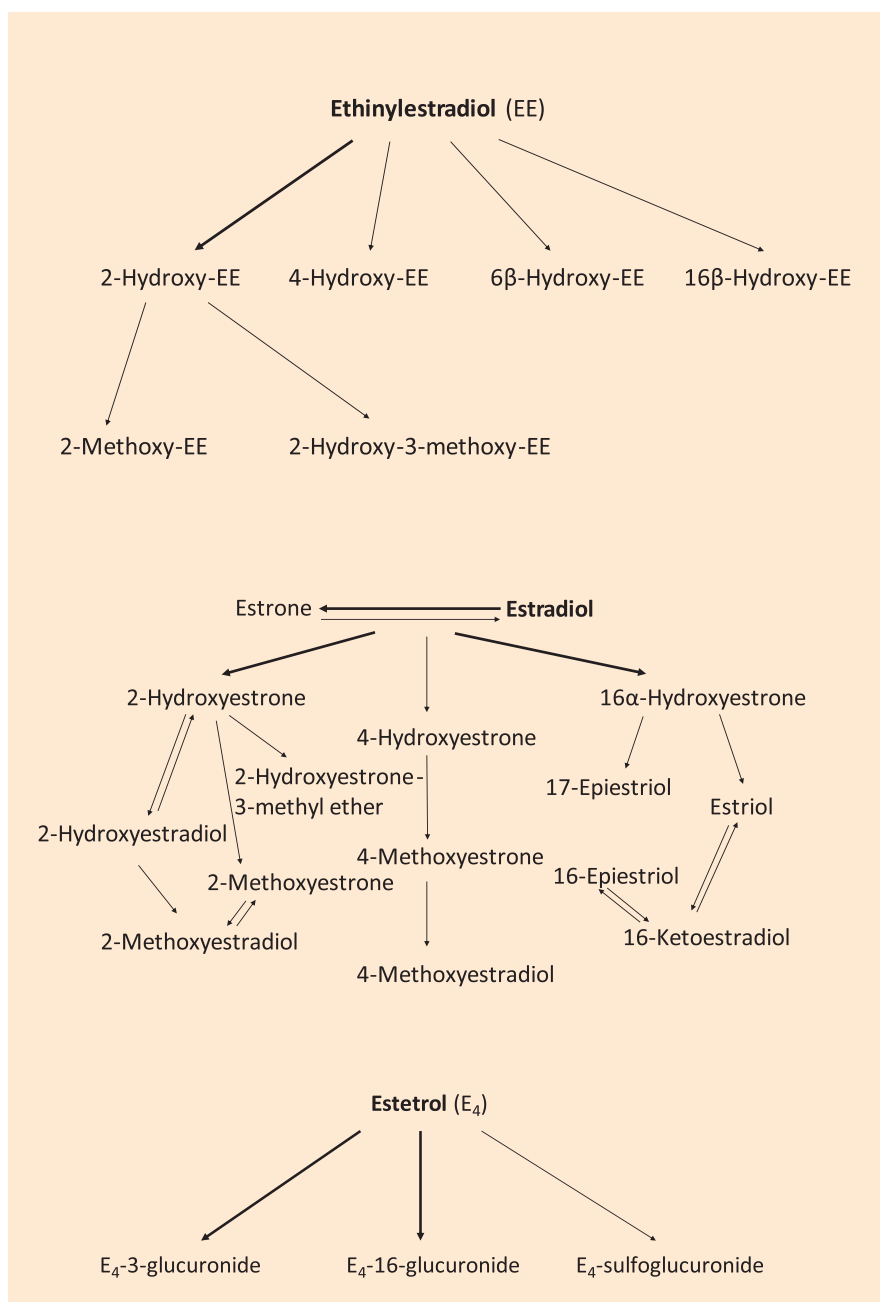 Ethinylestradiol (EE)
2-Hydroxy-EE 4-Hydroxy-EE 6β-Hydroxy-EE 16β-Hydroxy-EE
2-Methoxy-EE 2-Hydroxy-3-methoxy-EE
Estrone Estradiol
2-Hydroxyestrone 16α-Hydroxyestrone
4-Hydroxyestrone
2-Hydroxyestrone-
3-methyl ether
17-Epiestriol
Estriol
2-Hydroxyestradiol
4-Methoxyestrone
2-Methoxyestrone
16-Epiestriol
2-Methoxyestradiol
16-Ketoestradiol
4-Methoxyestradiol
Estetrol (E₄)
E₄-3-glucuronide E₄-16-glucuronide E₄-sulfoglucuronide